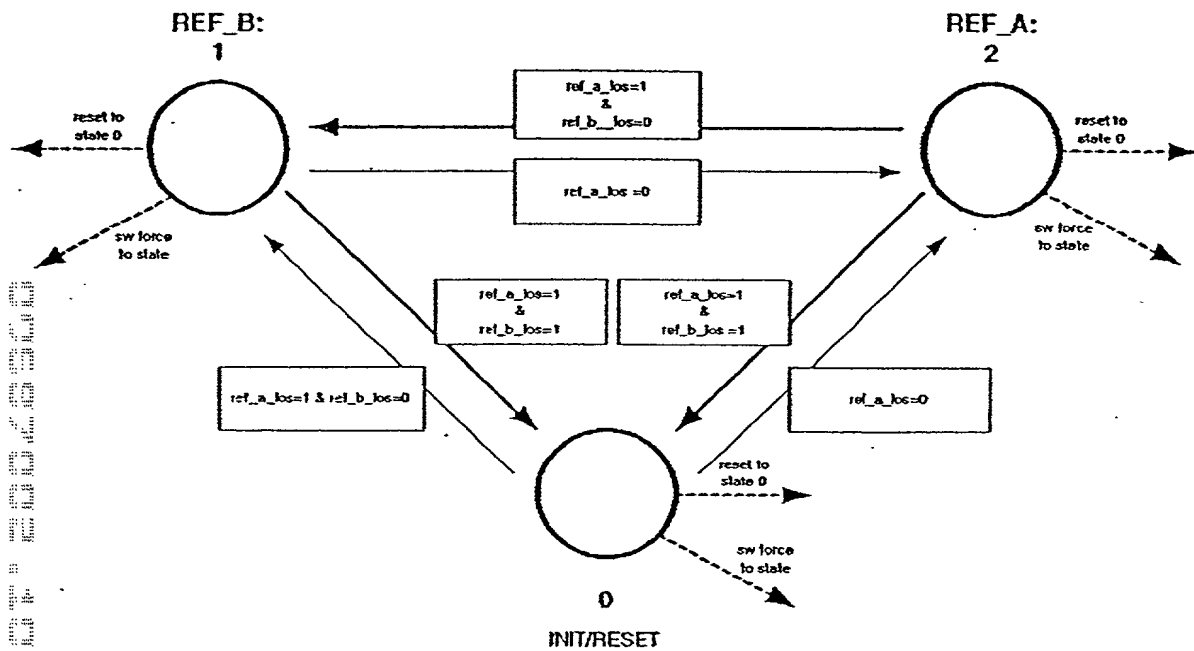 REF_B:
1
REF_A:
2
ref_a_los=1
&
ref_b_los=0
reset to
state 0
reset to
state 0
ref_a_los =0
sw force
to state
sw force
to state
ref_a_los=1
&
ref_b_los=1
ref_a_los=1
&
ref_b_los =1
ref_a_los=1 & ref_b_los=0
ref_a_los=0
reset to
state 0
sw force
to state
0
INIT/RESET